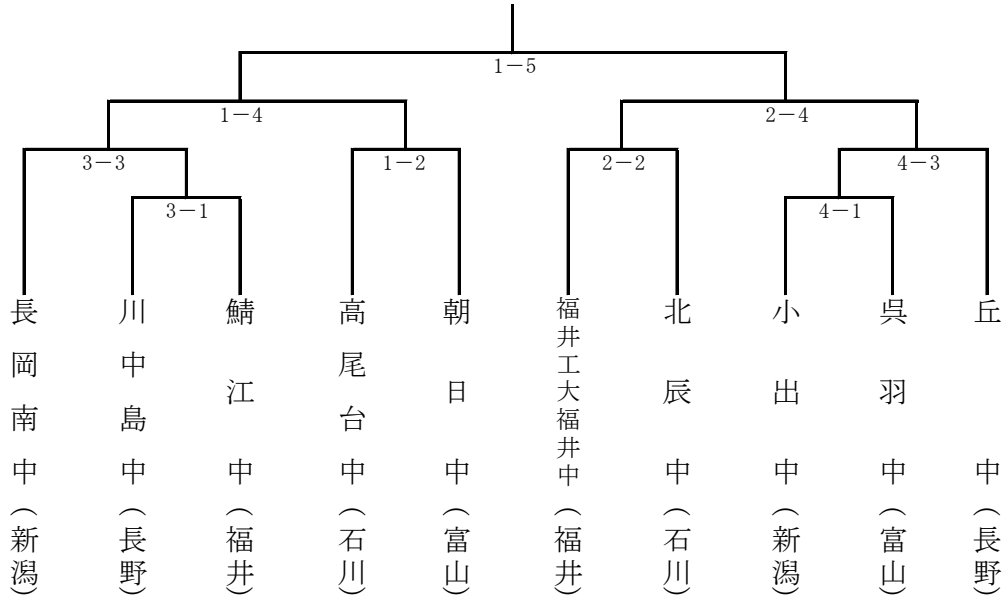 1－5
1－4
2－4
3－3
1－2
2－2
4－3
3－1
4－1
長岡南中（新潟）
川中島中（長野）
鯖江中（福井）
高尾台中（石川）
朝日中（富山）
福井工大福井中（福井）
北辰中（石川）
小出中（新潟）
呉羽中（富山）
丘中（長野）